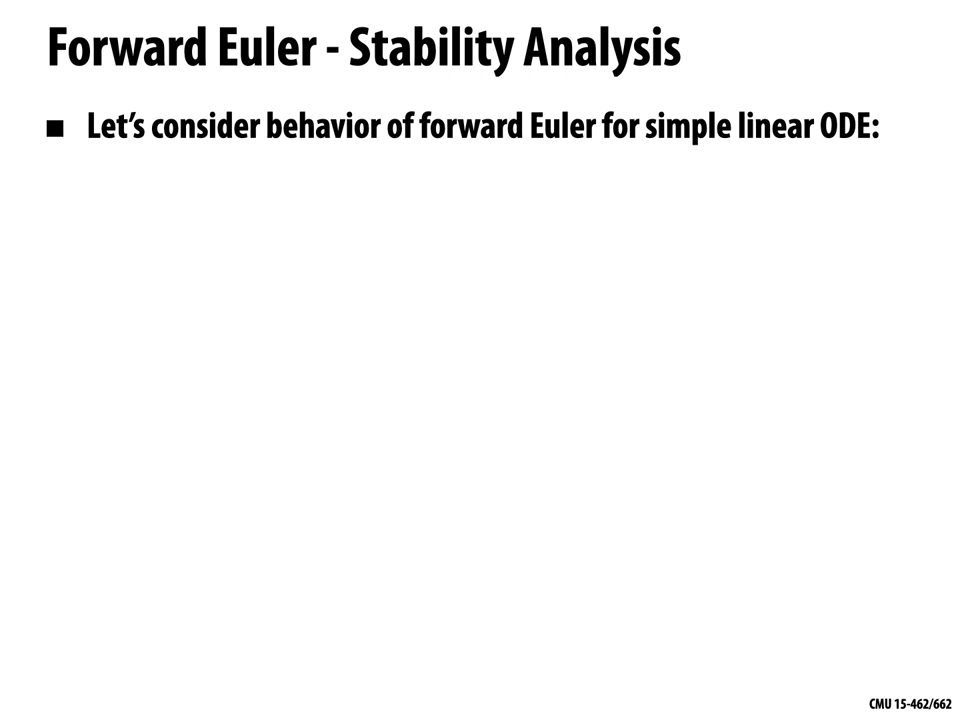 Forward Euler - Stability Analysis
■ Let’s consider behavior of forward Euler for simple linear ODE:
CMU 15-462/662